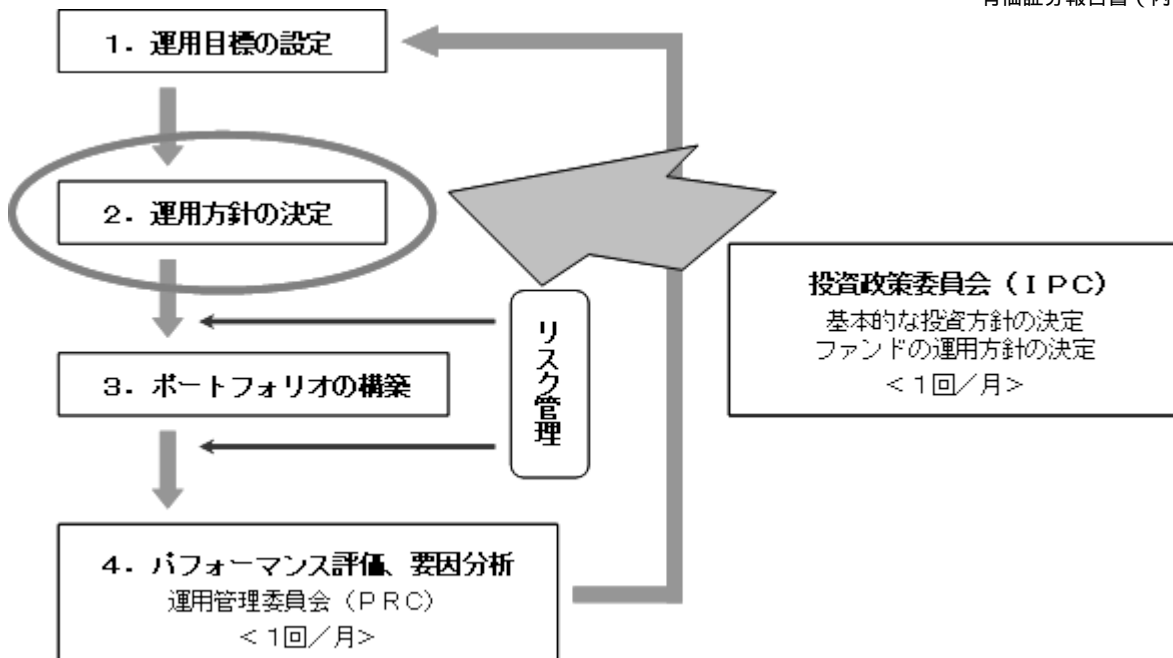 有価証券報告書(内
1.運用目標の設定
2.運用方針の決定
投資政策委員会(IPC)
基本的な投資方針の決定
ファンドの運用方針の決定
<1回/月>
リスク管理
3.ポートフォリオの構築
4.パフォーマンス評価、要因分析
運用管理委員会(PRC)
<1回/月>